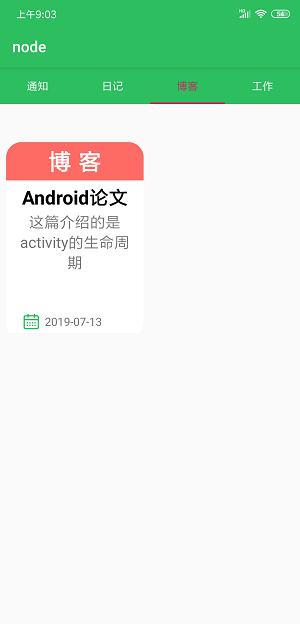 上午9:03
54
node
通知
日记
博客
工作
博 客
Android论文
这篇介绍的是
activity的生命周
期
2019-07-13